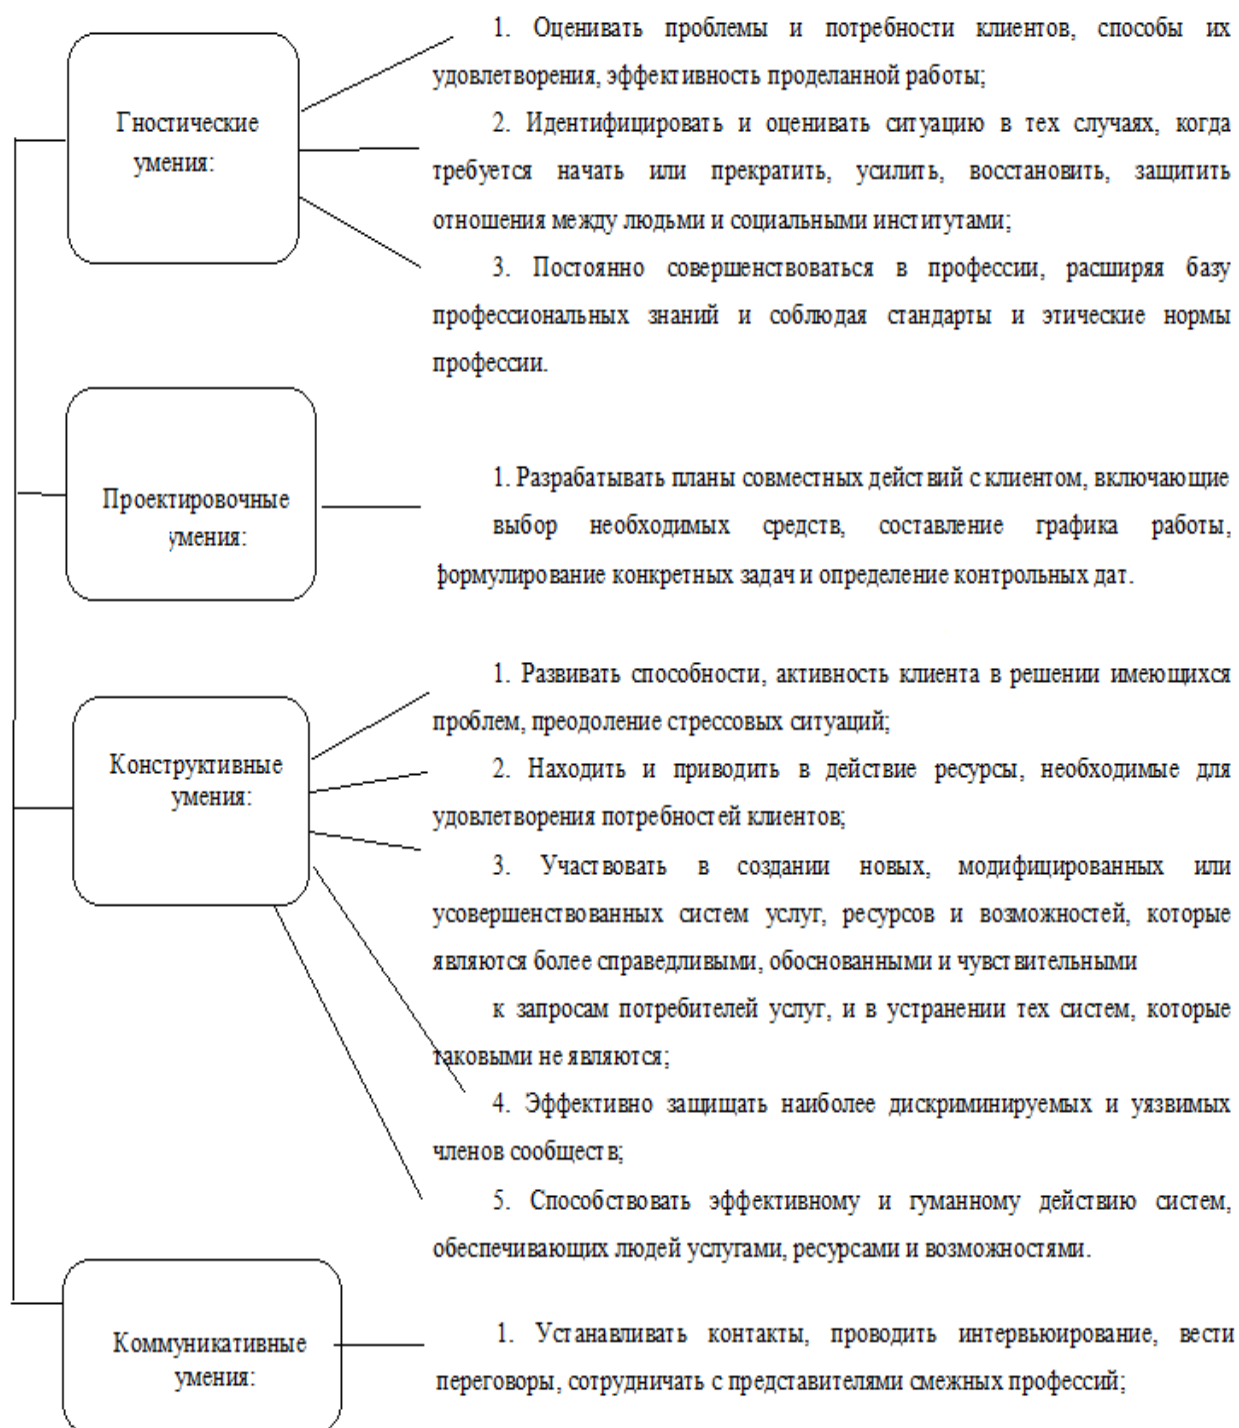 Гностические
умения:
1. Оценивать проблемы и потребности клиентов, способы их
удовлетворения, эффективность проделанной работы;
2. Идентифицировать и оценивать ситуацию в тех случаях, когда
требуется начать или прекратить, усилить, восстановить, защитить
отношения между людьми и социальными институтами;
3. Постоянно совершенствоваться в профессии, расширяя базу
профессиональных знаний и соблюдая стандарты и этические нормы
профессии.
Проектировочные
умения:
1. Разрабатывать планы совместных действий с клиентом, включающие
выбор необходимых средств, составление графика работы,
формулирование конкретных задач и определение контрольных дат.
Конструктивные
умения:
1. Развивать способности, активность клиента в решении имеющихся
проблем, преодоление стрессовых ситуаций;
2. Находить и приводить в действие ресурсы, необходимые для
удовлетворения потребностей клиентов;
3. Участвовать в создании новых, модифицированных или
усовершенствованных систем услуг, ресурсов и возможностей, которые
являются более справедливыми, обоснованными и чувствительными
к запросам потребителей услуг, и в устранении тех систем, которые
таковыми не являются;
4. Эффективно защищать наиболее дискриминируемых и уязвимых
членов сообществ;
5. Способствовать эффективному и гуманному действию систем,
обеспечивающих людей услугами, ресурсами и возможностями.
Коммуникативные
умения:
1. Устанавливать контакты, проводить интервьюирование, вести
переговоры, сотрудничать с представителями смежных профессий;